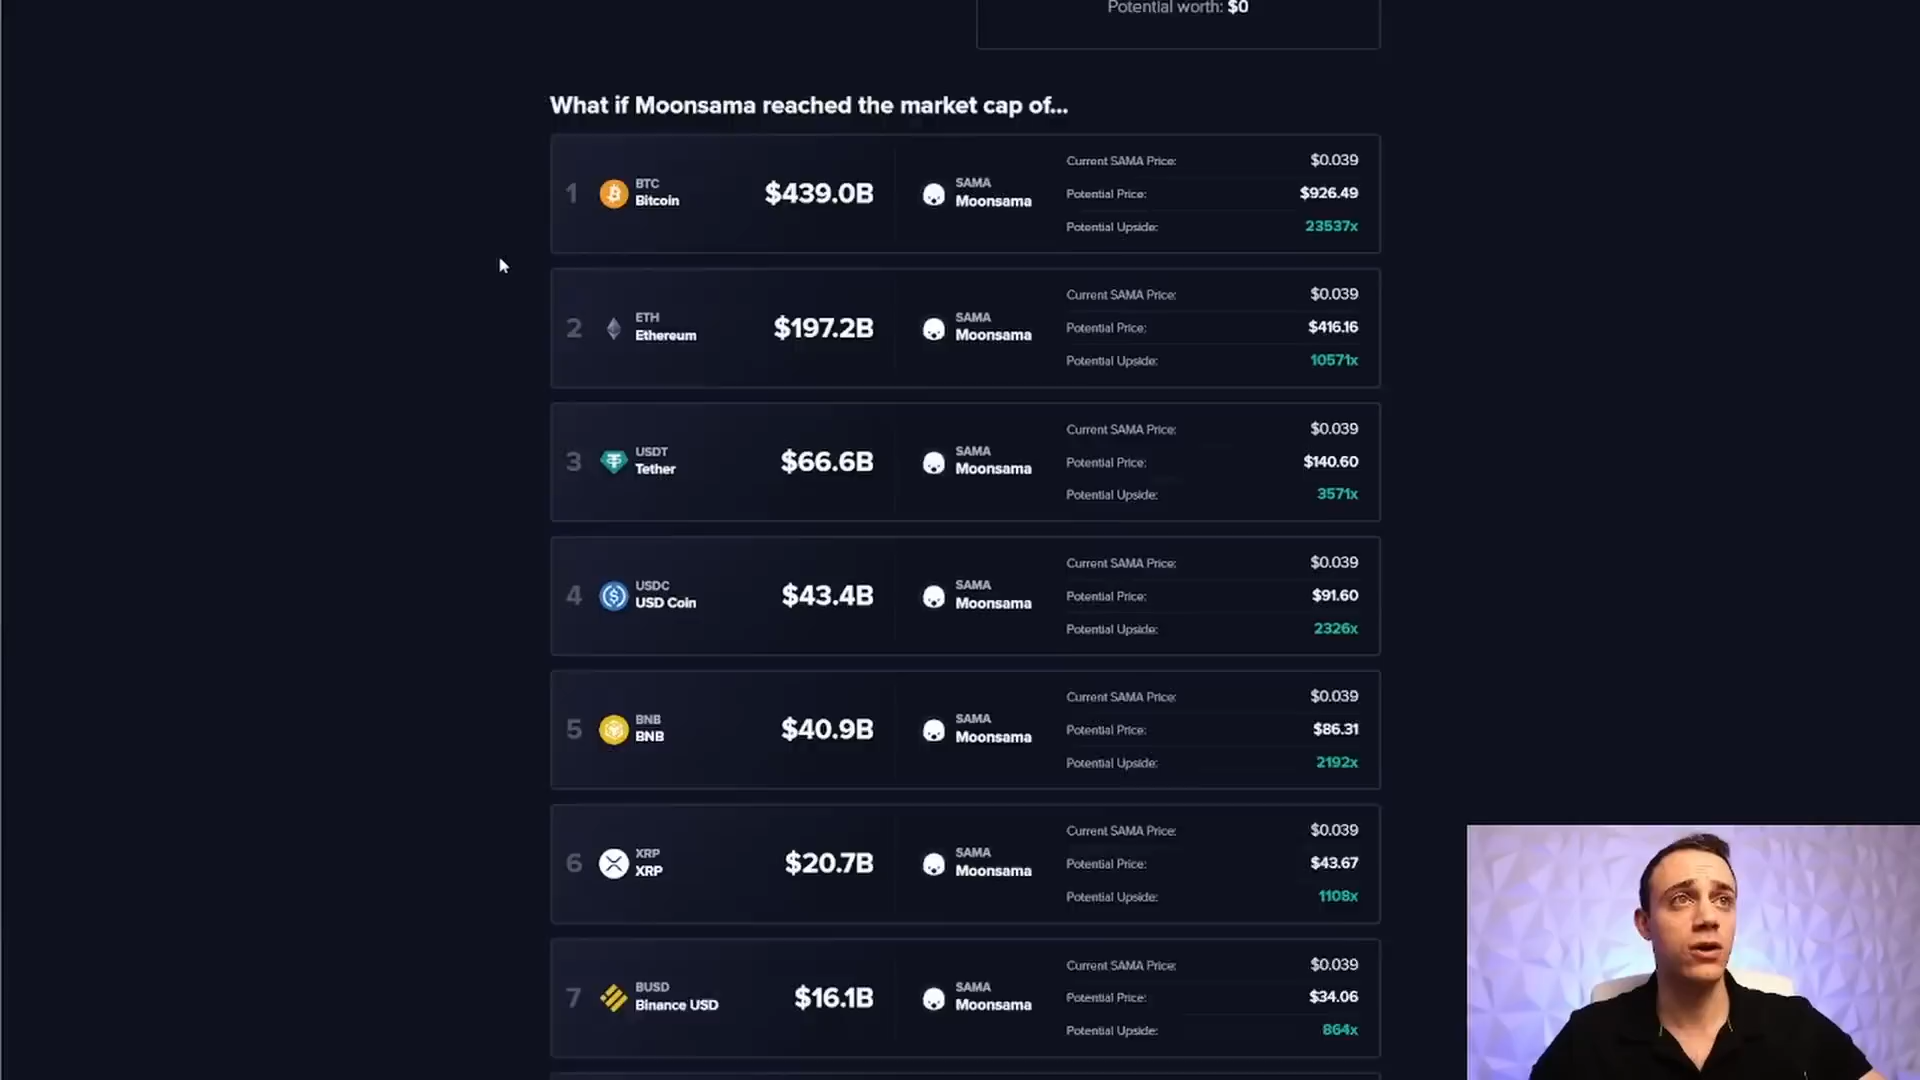 Potential worth: $0
What if Moonsama reached the market cap of...
1 BTC Bitcoin $439.0B SAMA Moonsama
Current SAMA Price: $0.039
Potential Price: $926.49
Potential Upside: 23537x
2 ETH Ethereum $197.2B SAMA Moonsama
Current SAMA Price: $0.039
Potential Price: $416.16
Potential Upside: 10571x
3 USDT Tether $66.6B SAMA Moonsama
Current SAMA Price: $0.039
Potential Price: $140.60
Potential Upside: 3571x
4 USDC USD Coin $43.4B SAMA Moonsama
Current SAMA Price: $0.039
Potential Price: $91.60
Potential Upside: 2326x
5 BNB BNB $40.9B SAMA Moonsama
Current SAMA Price: $0.039
Potential Price: $86.31
Potential Upside: 2192x
6 XRP XRP $20.7B SAMA Moonsama
Current SAMA Price: $0.039
Potential Price: $43.67
Potential Upside: 1108x
7 BUSD Binance USD $16.1B SAMA Moonsama
Current SAMA Price: $0.039
Potential Price: $34.06
Potential Upside: 864x